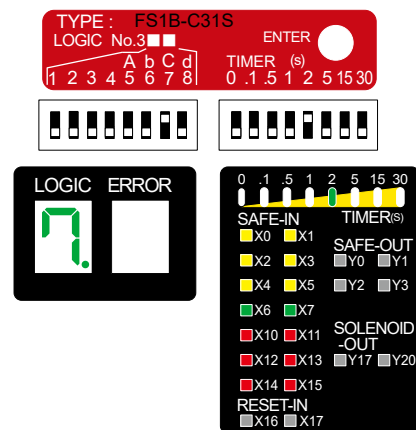 TYPE : FS1B-C31S
LOGIC No.3■■
ENTER
A b C d
TIMER (s)
1 2 3 4 5 6 7 8
0 .1 .5 1 2 5 15 30
LOGIC ERROR
7.
0 .1 .5 1 2 5 15 30
SAFE-IN
TIMER(S)
X0 X1
SAFE-OUT
X2 X3
Y0 Y1
X4 X5
Y2 Y3
X6 X7
X10 X11
SOLENOID
-OUT
X12 X13
Y17 Y20
X14 X15
RESET-IN
X16 X17